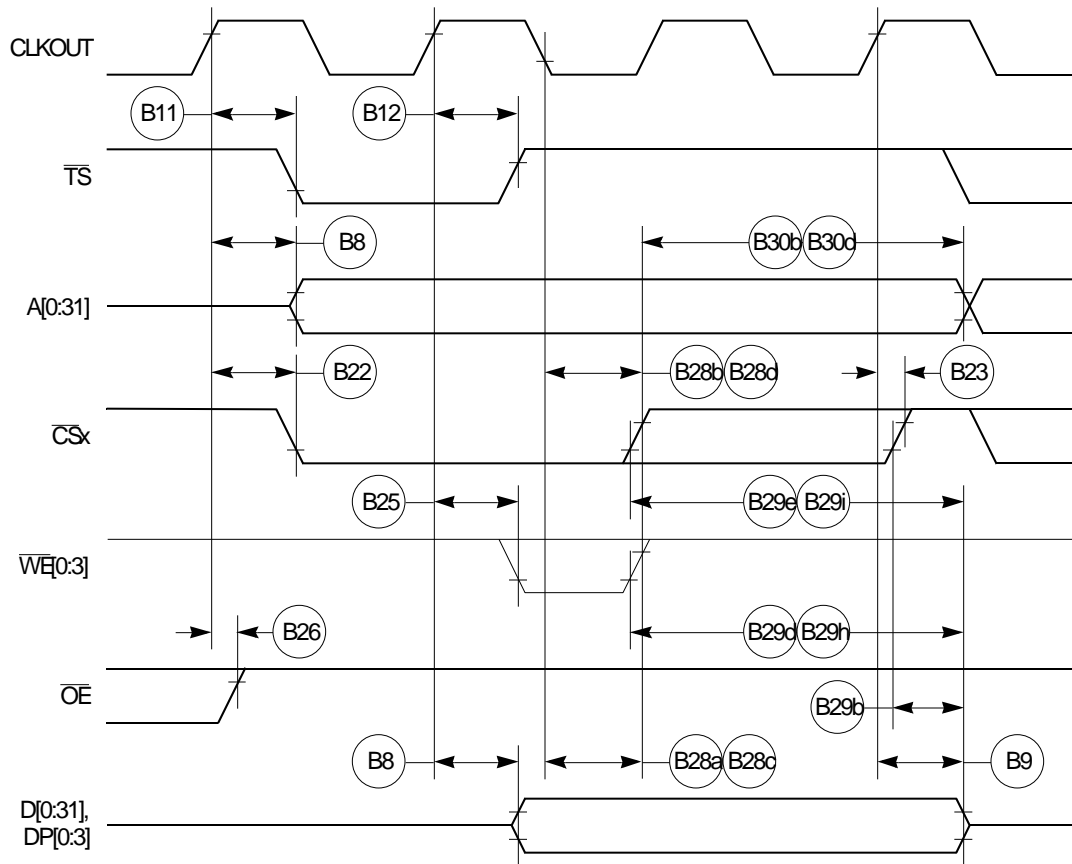 CLKOUT
B11
B12
TS
B8
B30b B30d
A[0:31]
B22
B28b B28d
B23
CSx
B25
B29e B29i
WE[0:3]
B26
B29d B29h
OE
B29b
B8
B28a B28c
B9
D[0:31],
DP[0:3]